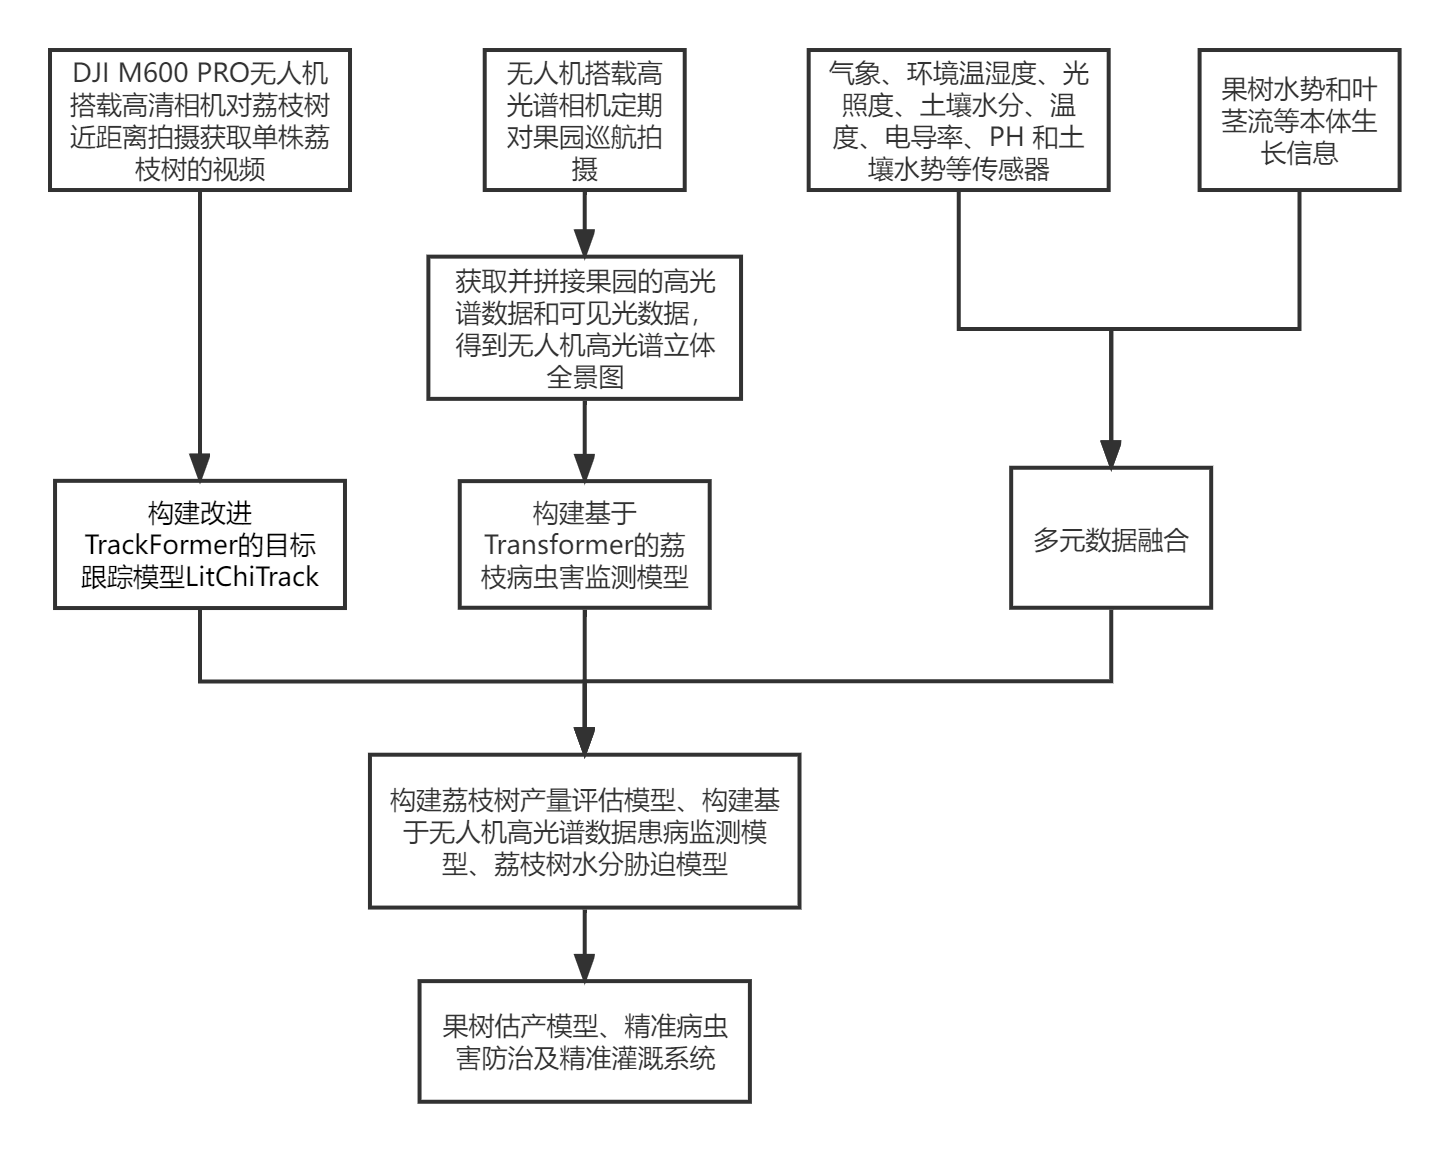 DJI M600 PRO无人机
搭载高清相机对荔枝树
近距离拍摄获取单株荔
枝树的视频
无人机搭载高
光谱相机定期
对果园巡航拍
摄
气象、环境温湿度、光
照度、土壤水分、温
度、电导率、PH 和土
壤水势等传感器
果树水势和叶
茎流等本体生
长信息
获取并拼接果园的高光
谱数据和可见光数据，
得到无人机高光谱立体
全景图
构建改进
TrackFormer的目标
跟踪模型LitChiTrack
构建基于
Transformer的荔
枝病虫害监测模型
多元数据融合
构建荔枝树产量评估模型、构建基
于无人机高光谱数据患病监测模
型、荔枝树水分胁迫模型
果树估产模型、精准病虫
害防治及精准灌溉系统